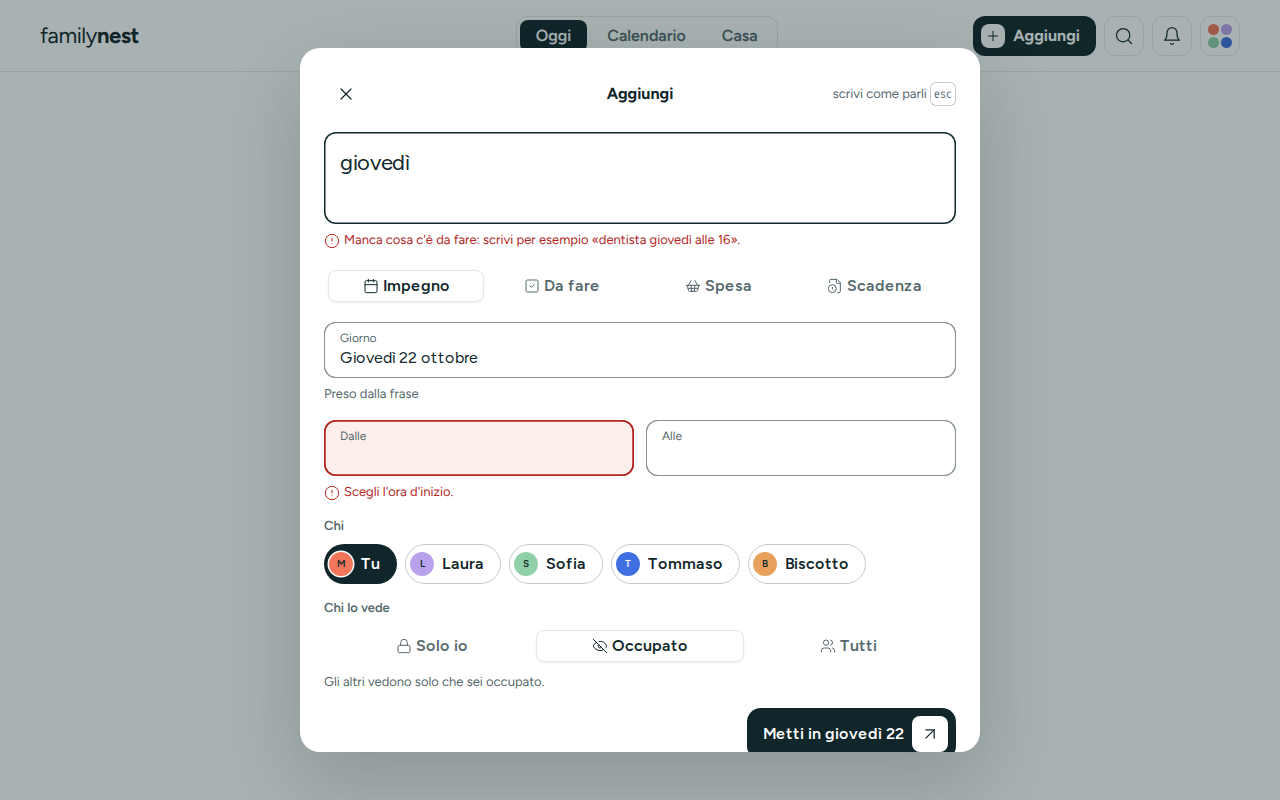 familynest
Oggi Calendario Casa
Aggiungi
Aggiungi
scrivi come parli esc
giovedì
Manca cosa c'è da fare: scrivi per esempio «dentista giovedì alle 16».
Impegno Da fare Spesa Scadenza
Giorno
Giovedì 22 ottobre
Preso dalla frase
Dalle Alle
Scegli l'ora d'inizio.
Chi
M Tu L Laura S Sofia T Tommaso B Biscotto
Chi lo vede
Solo io Occupato Tutti
Gli altri vedono solo che sei occupato.
Metti in giovedì 22